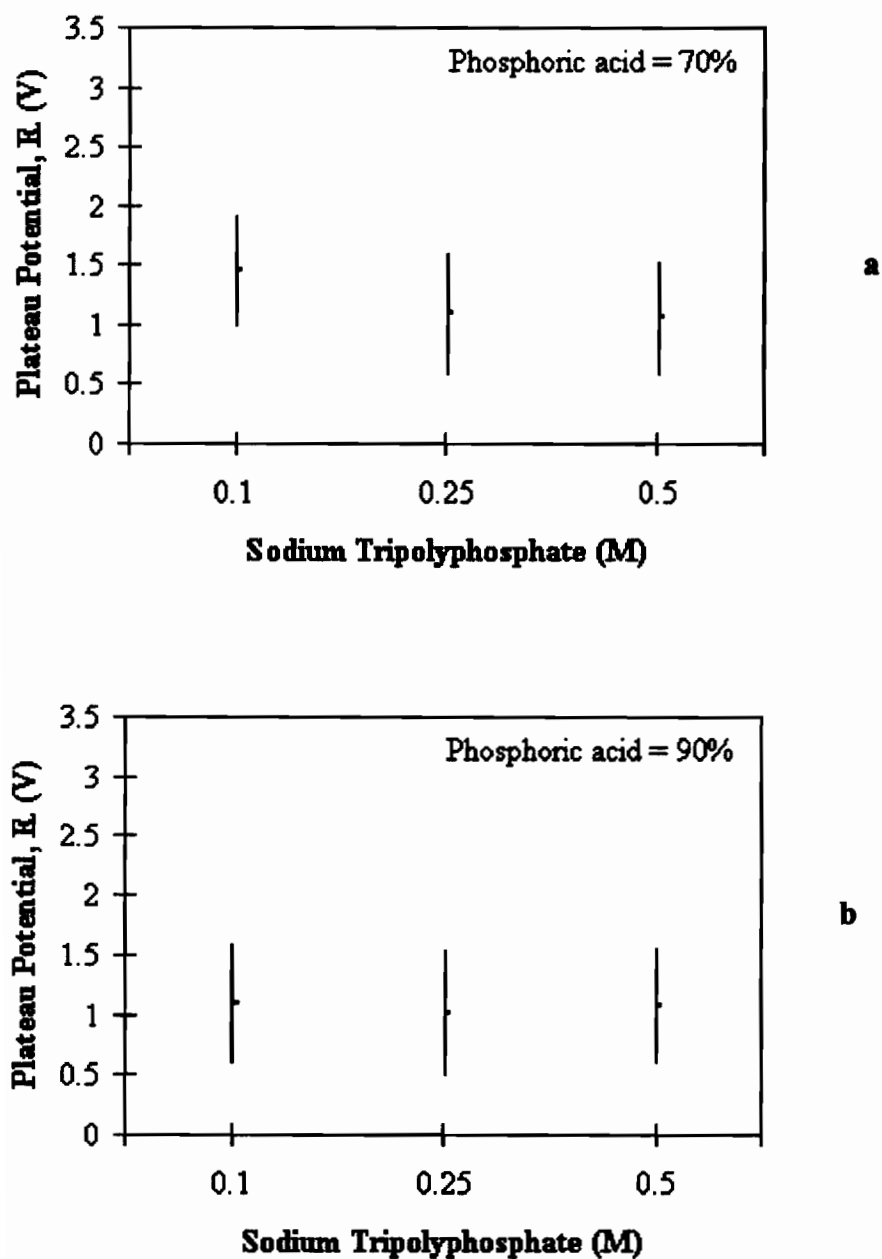 Phosphoric acid = 70%
Plateau Potential, E. (V)
3.5
3
2.5
2
1.5
1
0.5
0
0.1 0.25 0.5
Sodium Tripolyphosphate (M)
a
Phosphoric acid = 90%
Plateau Potential, E. (V)
3.5
3
2.5
2
1.5
1
0.5
0
0.1 0.25 0.5
Sodium Tripolyphosphate (M)
b